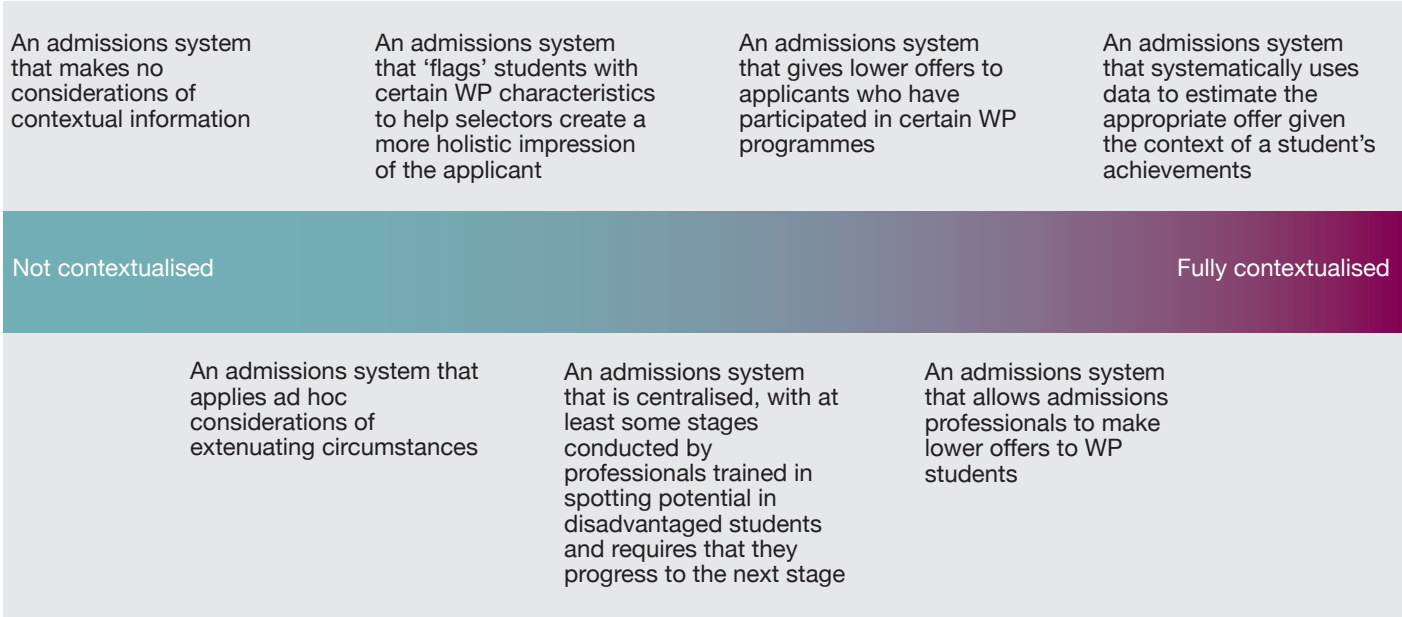 An admissions system
that makes no
considerations of
contextual information
An admissions system
that ‘flags’ students with
certain WP characteristics
to help selectors create a
more holistic impression
of the applicant
An admissions system
that gives lower offers to
applicants who have
participated in certain WP
programmes
An admissions system
that systematically uses
data to estimate the
appropriate offer given
the context of a student’s
achievements
Not contextualised
Fully contextualised
An admissions system that
applies ad hoc
considerations of
extenuating circumstances
An admissions system
that is centralised, with at
least some stages
conducted by
professionals trained in
spotting potential in
disadvantaged students
and requires that they
progress to the next stage
An admissions system
that allows admissions
professionals to make
lower offers to WP
students